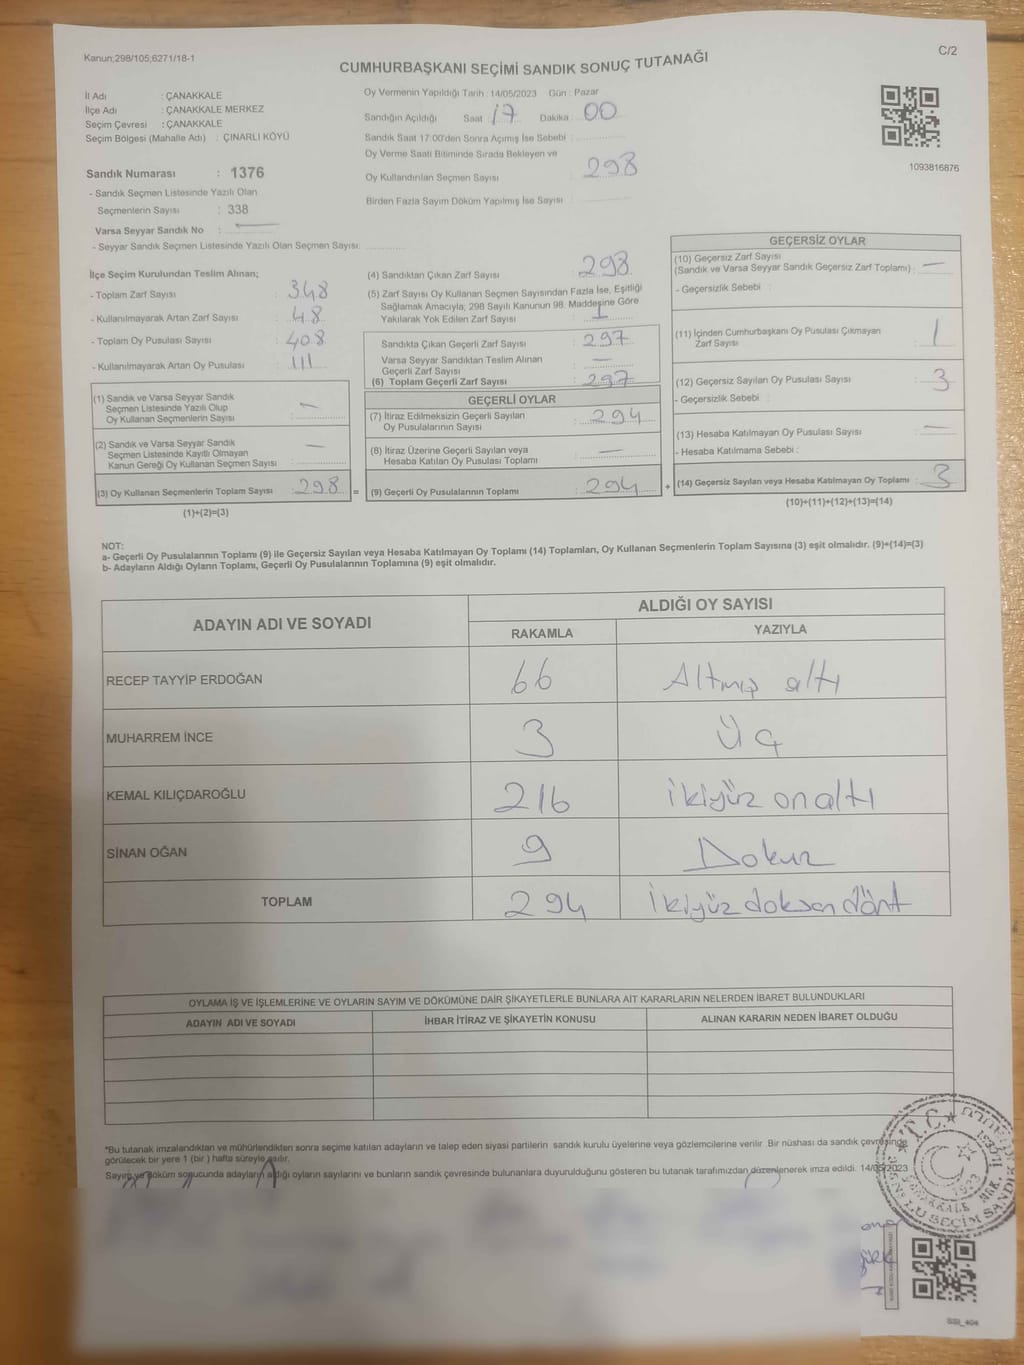 Kanun;298/105;6271/18-1
C/2
CUMHURBAŞKANI SEÇİMİ SANDIK SONUÇ TUTANAĞI
İl Adı : ÇANAKKALE
İlçe Adı : ÇANAKKALE MERKEZ
Seçim Çevresi : ÇANAKKALE
Seçim Bölgesi (Mahalle Adı) : ÇINARLI KÖYÜ
Oy Vermenin Yapıldığı Tarih : 14/05/2023 Gün : Pazar
Sandığın Açıldığı Saat : 17 Dakika : 00
Sandık Saat 17:00'den Sonra Açımış İse Sebebi :
Oy Verme Saati Bitiminde Sırada Bekleyen ve
Oy Kullandırılan Seçmen Sayısı : 298
Birden Fazla Sayım Döküm Yapılmış İse Sayısı
1093816876
Sandık Numarası : 1376
- Sandık Seçmen Listesinde Yazılı Olan
Seçmenlerin Sayısı : 338
Varsa Seyyar Sandık No : —
- Seyyar Sandık Seçmen Listesinde Yazılı Olan Seçmen Sayısı:
İlçe Seçim Kurulundan Teslim Alınan;
- Toplam Zarf Sayısı : 348
- Kullanılmayarak Artan Zarf Sayısı : 48
- Toplam Oy Pusulası Sayısı : 408
- Kullanılmayarak Artan Oy Pusulası : 111
(1) Sandık ve Varsa Seyyar Sandık
Seçmen Listesinde Yazılı Olup
Oy Kullanan Seçmenlerin Sayısı : —
(2) Sandık ve Varsa Seyyar Sandık
Seçmen Listesinde Kayıtlı Olmayan
Kanun Gereği Oy Kullanan Seçmen Sayısı : —
(3) Oy Kullanan Seçmenlerin Toplam Sayısı : 298
(1)+(2)=(3)
(4) Sandıktan Çıkan Zarf Sayısı : 298
(5) Zarf Sayısı Oy Kullanan Seçmen Sayısından Fazla İse, Eşitliği
Sağlamak Amacıyla; 298 Sayılı Kanunun 98. Maddesine Göre
Yakılarak Yok Edilen Zarf Sayısı : 1
Sandıkta Çıkan Geçerli Zarf Sayısı : 297
Varsa Seyyar Sandıktan Teslim Alınan
Geçerli Zarf Sayısı : —
(6) Toplam Geçerli Zarf Sayısı : 297
GEÇERLİ OYLAR
(7) İtiraz Edilmeksizin Geçerli Sayılan
Oy Pusulalarının Sayısı : 294
(8) İtiraz Üzerine Geçerli Sayılan veya
Hesaba Katılan Oy Pusulası Toplamı : —
= (9) Geçerli Oy Pusulalarının Toplamı : 294 +
GEÇERSİZ OYLAR
(10) Geçersiz Zarf Sayısı
(Sandık ve Varsa Seyyar Sandık Geçersiz Zarf Toplamı) : —
- Geçersizlik Sebebi :
(11) İçinden Cumhurbaşkanı Oy Pusulası Çıkmayan
Zarf Sayısı : 1
(12) Geçersiz Sayılan Oy Pusulası Sayısı : 3
- Geçersizlik Sebebi :
(13) Hesaba Katılmayan Oy Pusulası Sayısı : —
- Hesaba Katılmama Sebebi :
(14) Geçersiz Sayılan veya Hesaba Katılmayan Oy Toplamı : 3
(10)+(11)+(12)+(13)=(14)
NOT:
a- Geçerli Oy Pusulalarının Toplamı (9) ile Geçersiz Sayılan veya Hesaba Katılmayan Oy Toplamı (14) Toplamları, Oy Kullanan Seçmenlerin Toplam Sayısına (3) eşit olmalıdır. (9)+(14)=(3)
b- Adayların Aldığı Oyların Toplamı, Geçerli Oy Pusulalarının Toplamına (9) eşit olmalıdır.
ADAYIN ADI VE SOYADI
ALDIĞI OY SAYISI
RAKAMLA YAZIYLA
RECEP TAYYİP ERDOĞAN 66 Altmış altı
MUHARREM İNCE 3 Üç
KEMAL KILIÇDAROĞLU 216 ikiyüz onaltı
SİNAN OĞAN 9 Dokuz
TOPLAM 294 ikiyüz doksan dört
OYLAMA İŞ VE İŞLEMLERİNE VE OYLARIN SAYIM VE DÖKÜMÜNE DAİR ŞİKAYETLERLE BUNLARA AİT KARARLARIN NELERDEN İBARET BULUNDUKLARI
ADAYIN ADI VE SOYADI İHBAR İTİRAZ VE ŞİKAYETİN KONUSU ALINAN KARARIN NEDEN İBARET OLDUĞU
*Bu tutanak imzalandıktan ve mühürlendikten sonra seçime katılan adayların ve talep eden siyasi partilerin sandık kurulu üyelerine veya gözlemcilerine verilir. Bir nüshası da sandık çevresinde
görülecek bir yere 1 (bir ) hafta süreyle asılır.
Sayım ve döküm sonucunda adayların aldığı oyların sayılarını ve bunların sandık çevresinde bulunanlara duyurulduğunu gösteren bu tutanak tarafımızdan düzenlenerek imza edildi. 14/05/2023
T.C.
1923
ÇANAKKALE MRK.